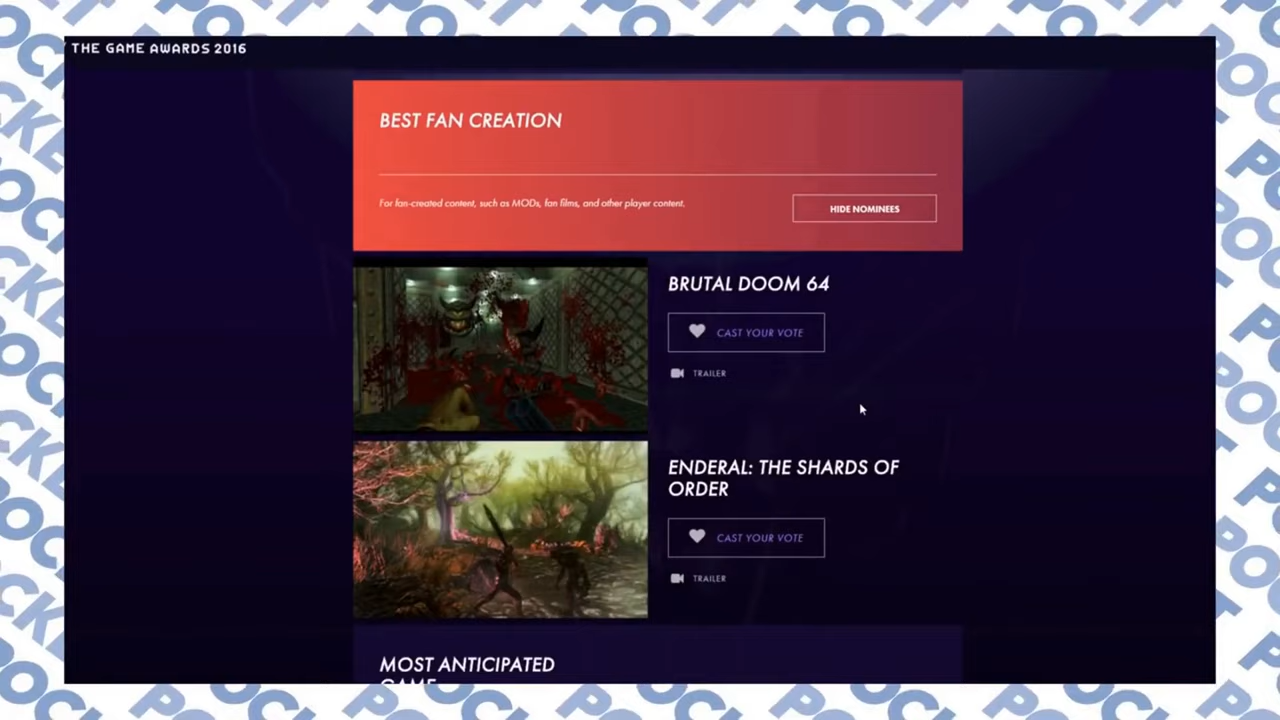 THE GAME AWARDS 2016
BEST FAN CREATION
For fan-created content, such as MODs, fan films, and other player content.
HIDE NOMINEES
BRUTAL DOOM 64
CAST YOUR VOTE
TRAILER
ENDERAL: THE SHARDS OF
ORDER
CAST YOUR VOTE
TRAILER
MOST ANTICIPATED
GAME